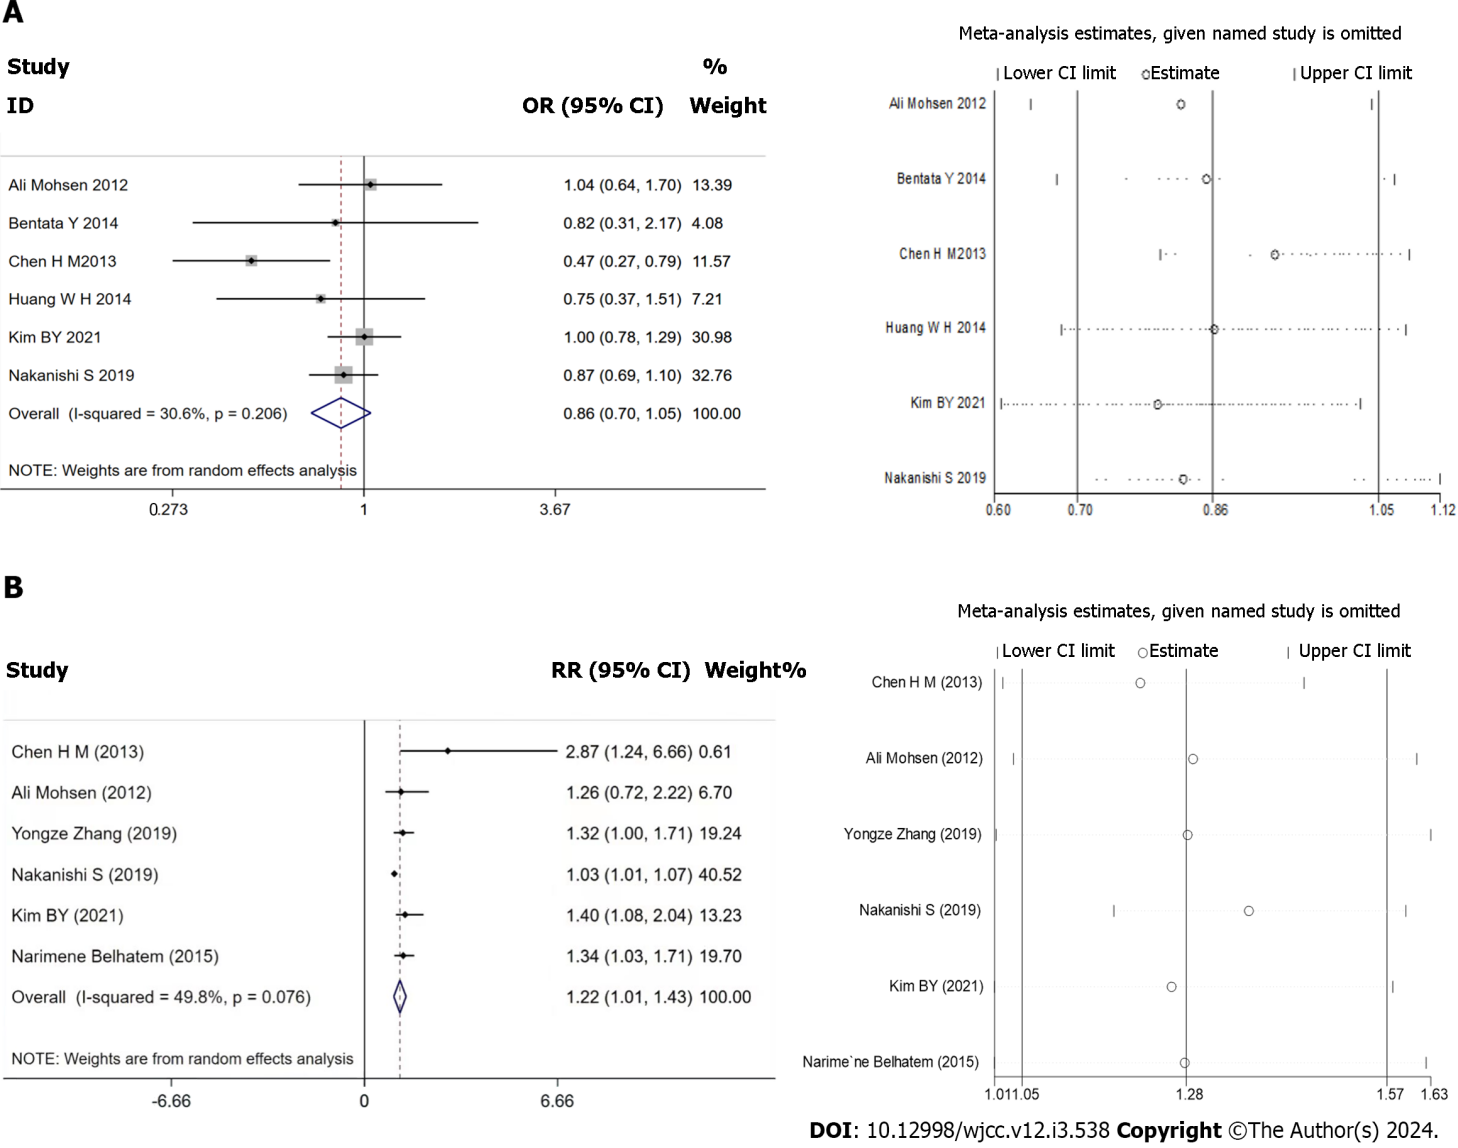 A
Study
%
ID
OR (95% CI)
Weight
Ali Mohsen 2012
1.04 (0.64, 1.70)
13.39
Bentata Y 2014
0.82 (0.31, 2.17)
4.08
Chen H M2013
0.47 (0.27, 0.79)
11.57
Huang W H 2014
0.75 (0.37, 1.51)
7.21
Kim BY 2021
1.00 (0.78, 1.29)
30.98
Nakanishi S 2019
0.87 (0.69, 1.10)
32.76
Overall (I-squared = 30.6%, p = 0.206)
0.86 (0.70, 1.05)
100.00
NOTE: Weights are from random effects analysis
0.273
1
3.67
Meta-analysis estimates, given named study is omitted
Lower CI limit
Estimate
Upper CI limit
Ali Mohsen 2012
Bentata Y 2014
Chen H M2013
Huang W H 2014
Kim BY 2021
Nakanishi S 2019
0.60
0.70
0.86
1.05
1.12
B
Study
RR (95% CI)
Weight%
Chen H M (2013)
2.87 (1.24, 6.66)
0.61
Ali Mohsen (2012)
1.26 (0.72, 2.22)
6.70
Yongze Zhang (2019)
1.32 (1.00, 1.71)
19.24
Nakanishi S (2019)
1.03 (1.01, 1.07)
40.52
Kim BY (2021)
1.40 (1.08, 2.04)
13.23
Narimene Belhatem (2015)
1.34 (1.03, 1.71)
19.70
Overall (I-squared = 49.8%, p = 0.076)
1.22 (1.01, 1.43)
100.00
NOTE: Weights are from random effects analysis
-6.66
0
6.66
Meta-analysis estimates, given named study is omitted
Lower CI limit
Estimate
Upper CI limit
Chen H M (2013)
Ali Mohsen (2012)
Yongze Zhang (2019)
Nakanishi S (2019)
Kim BY (2021)
Narime`ne Belhatem (2015)
1.01
1.05
1.28
1.57
1.63
DOI: 10.12998/wjcc.v12.i3.538 Copyright ©The Author(s) 2024.